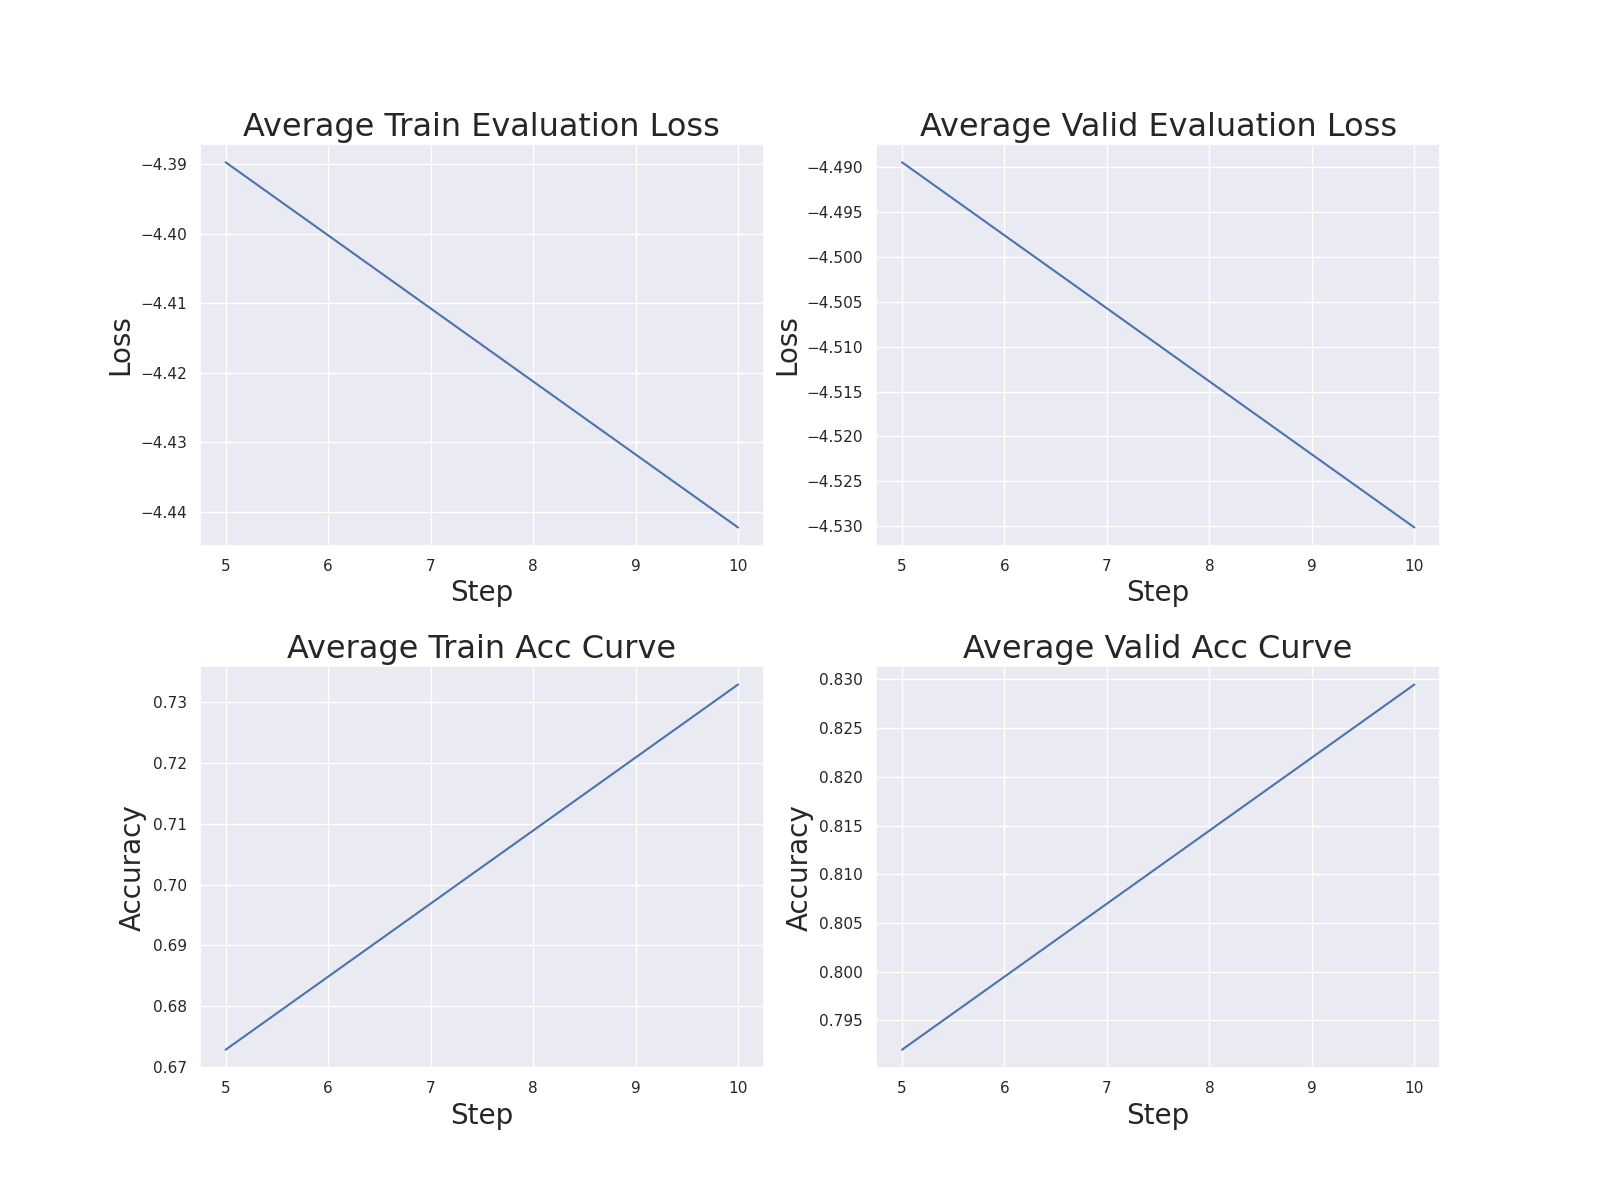 Average Train Evaluation Loss
Loss
−4.39
−4.40
−4.41
−4.42
−4.43
−4.44
5 6 7 8 9 10
Step
Average Valid Evaluation Loss
Loss
−4.490
−4.495
−4.500
−4.505
−4.510
−4.515
−4.520
−4.525
−4.530
5 6 7 8 9 10
Step
Average Train Acc Curve
Accuracy
0.73
0.72
0.71
0.70
0.69
0.68
0.67
5 6 7 8 9 10
Step
Average Valid Acc Curve
Accuracy
0.830
0.825
0.820
0.815
0.810
0.805
0.800
0.795
5 6 7 8 9 10
Step